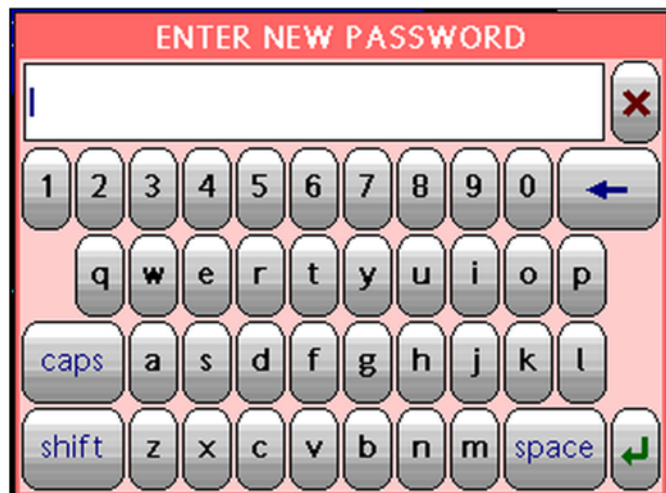 ENTER NEW PASSWORD
1 2 3 4 5 6 7 8 9 0
q w e r t y u i o p
caps a s d f g h j k l
shift z x c v b n m space